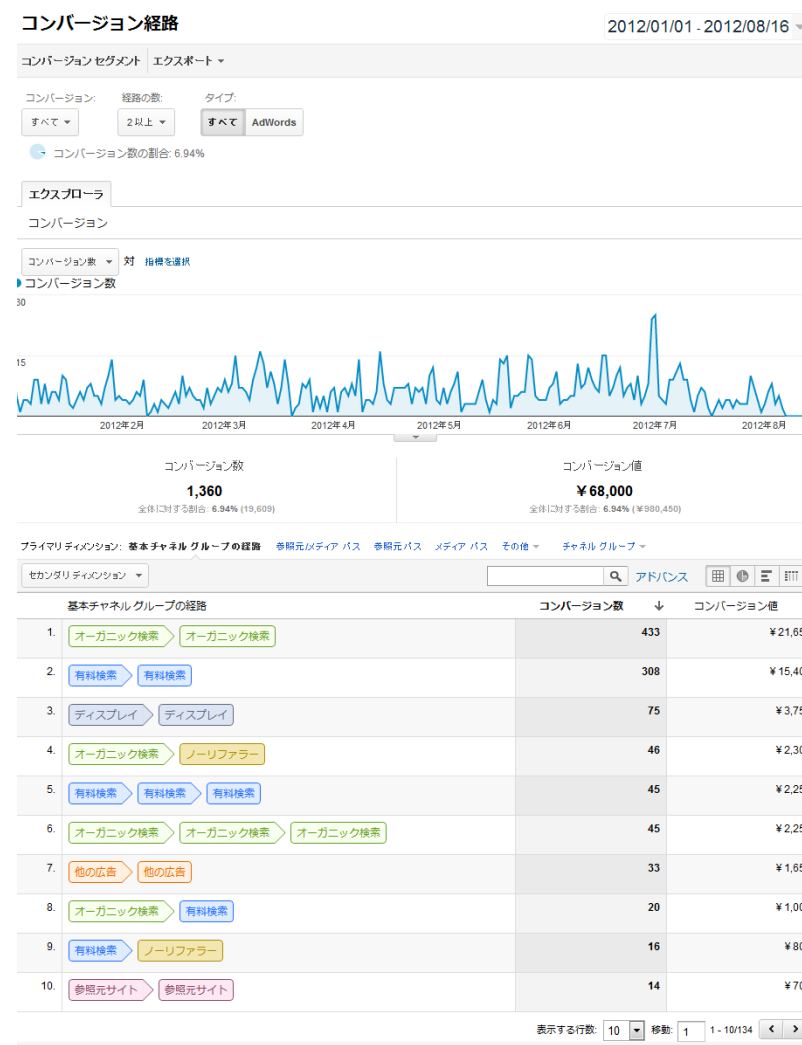 コンバージョン経路
2012/01/01 - 2012/08/16
コンバージョン セグメント エクスポート
コンバージョン: 経路の数: タイプ:
すべて 2以上 すべて AdWords
コンバージョン数の割合: 6.94%
エクスプローラ
コンバージョン
コンバージョン数 対 指標を選択
コンバージョン数
30
15
2012年2月 2012年3月 2012年4月 2012年5月 2012年6月 2012年7月 2012年8月
コンバージョン数 コンバージョン値
1,360 ¥68,000
全体に対する割合: 6.94% (19,609) 全体に対する割合: 6.94% (¥980,450)
プライマリ ディメンション: 基本チャネル グループの経路 参照元/メディア パス 参照元パス メディア パス その他 チャネル グループ
セカンダリ ディメンション アドバンス
基本チャネル グループの経路 コンバージョン数 ↓ コンバージョン値
1. オーガニック検索 オーガニック検索 433 ¥21,65
2. 有料検索 有料検索 308 ¥15,40
3. ディスプレイ ディスプレイ 75 ¥3,75
4. オーガニック検索 ノーリファラー 46 ¥2,30
5. 有料検索 有料検索 有料検索 45 ¥2,25
6. オーガニック検索 オーガニック検索 オーガニック検索 45 ¥2,25
7. 他の広告 他の広告 33 ¥1,65
8. オーガニック検索 有料検索 20 ¥1,00
9. 有料検索 ノーリファラー 16 ¥80
10. 参照元サイト 参照元サイト 14 ¥70
表示する行数: 10 移動: 1 1 - 10/134